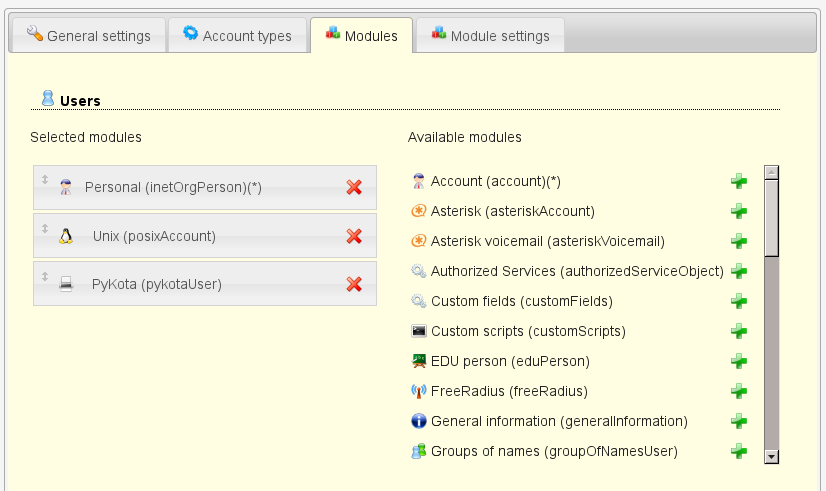 General settings Account types Modules Module settings
Users
Selected modules
Personal (inetOrgPerson)(*)
Unix (posixAccount)
PyKota (pykotaUser)
Available modules
Account (account)(*)
Asterisk (asteriskAccount)
Asterisk voicemail (asteriskVoicemail)
Authorized Services (authorizedServiceObject)
Custom fields (customFields)
Custom scripts (customScripts)
EDU person (eduPerson)
FreeRadius (freeRadius)
General information (generalInformation)
Groups of names (groupOfNamesUser)